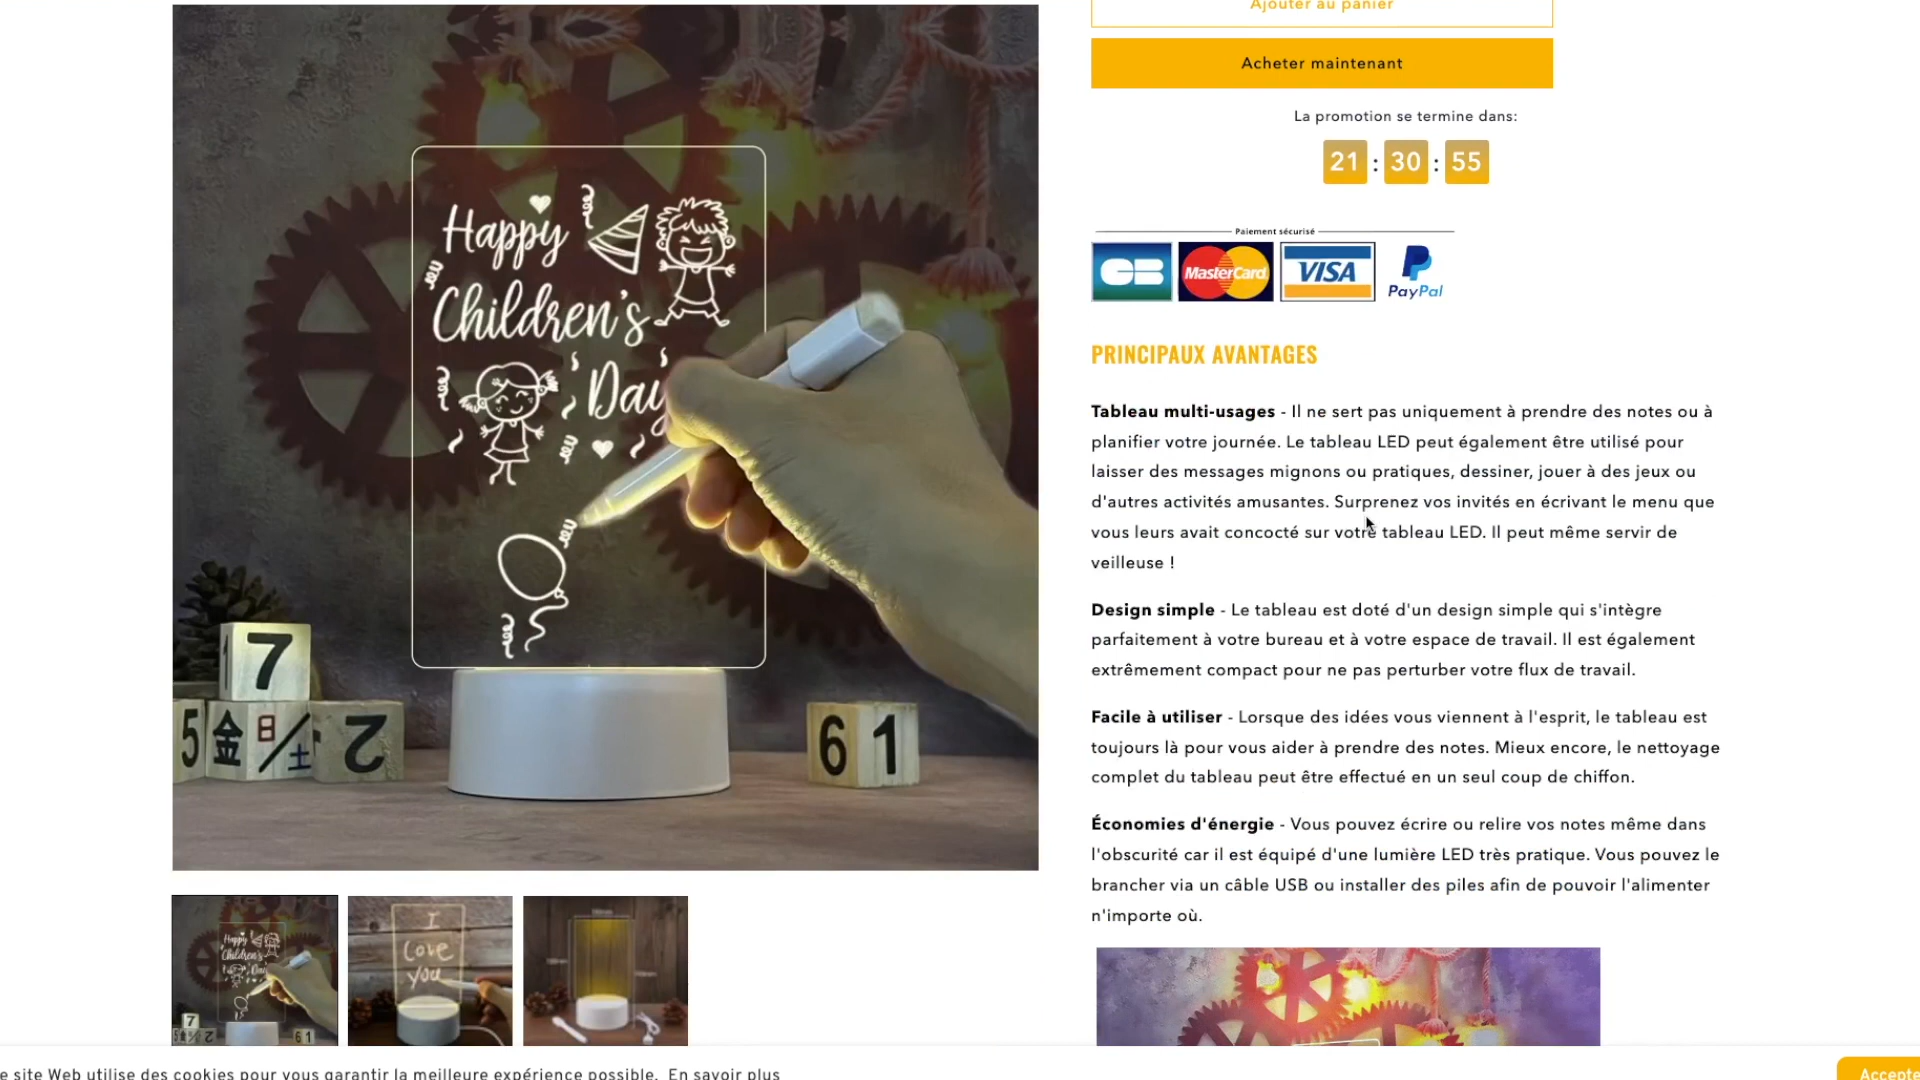 Ajouter au panier
Acheter maintenant
La promotion se termine dans:
21 : 30 : 55
Paiement sécurisé
CB MasterCard VISA PayPal
PRINCIPAUX AVANTAGES
Tableau multi-usages - Il ne sert pas uniquement à prendre des notes ou à
planifier votre journée. Le tableau LED peut également être utilisé pour
laisser des messages mignons ou pratiques, dessiner, jouer à des jeux ou
d'autres activités amusantes. Surprenez vos invités en écrivant le menu que
vous leurs avait concocté sur votre tableau LED. Il peut même servir de
veilleuse !
Design simple - Le tableau est doté d'un design simple qui s'intègre
parfaitement à votre bureau et à votre espace de travail. Il est également
extrêmement compact pour ne pas perturber votre flux de travail.
Facile à utiliser - Lorsque des idées vous viennent à l'esprit, le tableau est
toujours là pour vous aider à prendre des notes. Mieux encore, le nettoyage
complet du tableau peut être effectué en un seul coup de chiffon.
Économies d'énergie - Vous pouvez écrire ou relire vos notes même dans
l'obscurité car il est équipé d'une lumière LED très pratique. Vous pouvez le
brancher via un câble USB ou installer des piles afin de pouvoir l'alimenter
n'importe où.
Happy
Children's
Day
7
5 金 日/土 2
6 1
Happy
Children's
Day
7
61
I
Love
you
e site Web utilise des cookies pour vous garantir la meilleure expérience possible. En savoir plus
Accepte